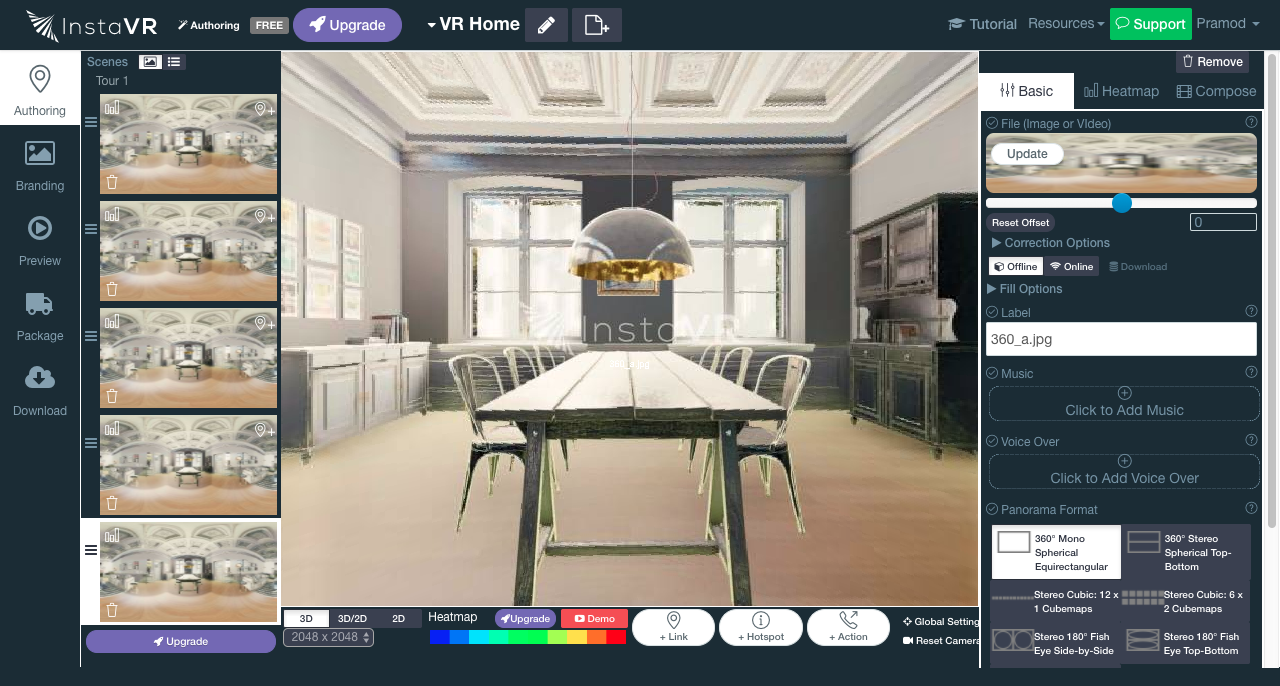 InstaVR
Authoring
FREE
Upgrade
VR Home
Tutorial
Resources
Support
Pramod
Authoring
Branding
Preview
Package
Download
Scenes
Tour 1
Upgrade
InstaVR
360_a.jpg
3D
3D/2D
2D
2048 x 2048
Heatmap
Upgrade
Demo
+ Link
+ Hotspot
+ Action
Global Setting
Reset Camera
Remove
Basic
Heatmap
Compose
File (Image or VIdeo)
Update
Reset Offset
0
Correction Options
Offline
Online
Download
Fill Options
Label
360_a.jpg
Music
Click to Add Music
Voice Over
Click to Add Voice Over
Panorama Format
360° Mono
Spherical
Equirectangular
360° Stereo
Spherical Top-
Bottom
Stereo Cubic: 12 x
1 Cubemaps
Stereo Cubic: 6 x
2 Cubemaps
Stereo 180° Fish
Eye Side-by-Side
Stereo 180° Fish
Eye Top-Bottom